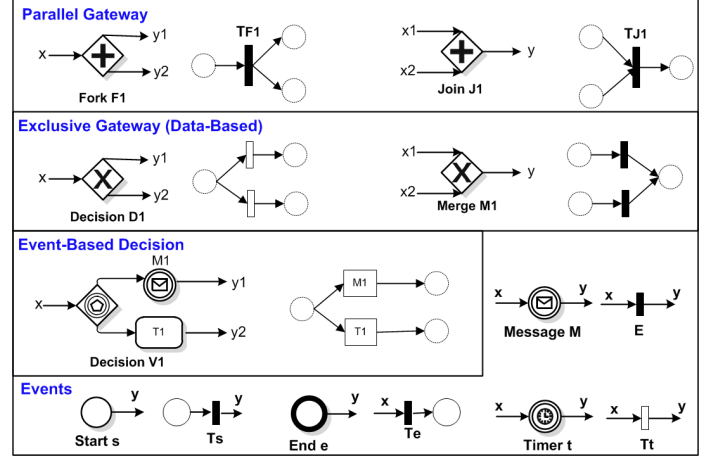 Parallel Gateway
x
y1
y2
Fork F1
TF1
x1
x2
y
Join J1
TJ1
Exclusive Gateway (Data-Based)
x
X
y1
y2
Decision D1
x1
x2
X
y
Merge M1
Event-Based Decision
M1
x
y1
T1
y2
Decision V1
M1
T1
x
y
Message M
x
y
E
Events
y
Start s
y
Ts
y
End e
x
Te
x
y
Timer t
x
y
Tt